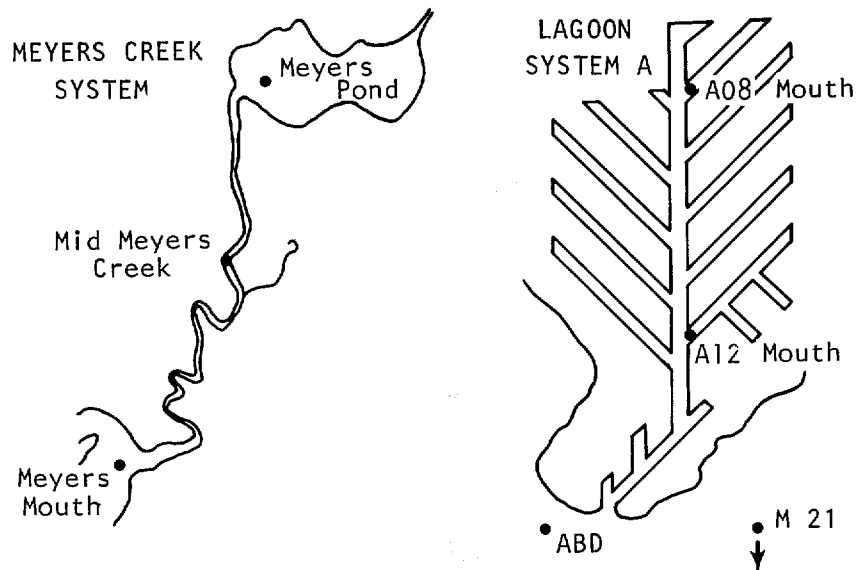 MEYERS CREEK
SYSTEM
Meyers
Pond
Mid Meyers
Creek
Meyers
Mouth
LAGOON
SYSTEM A
A08 Mouth
A12 Mouth
ABD
M 21